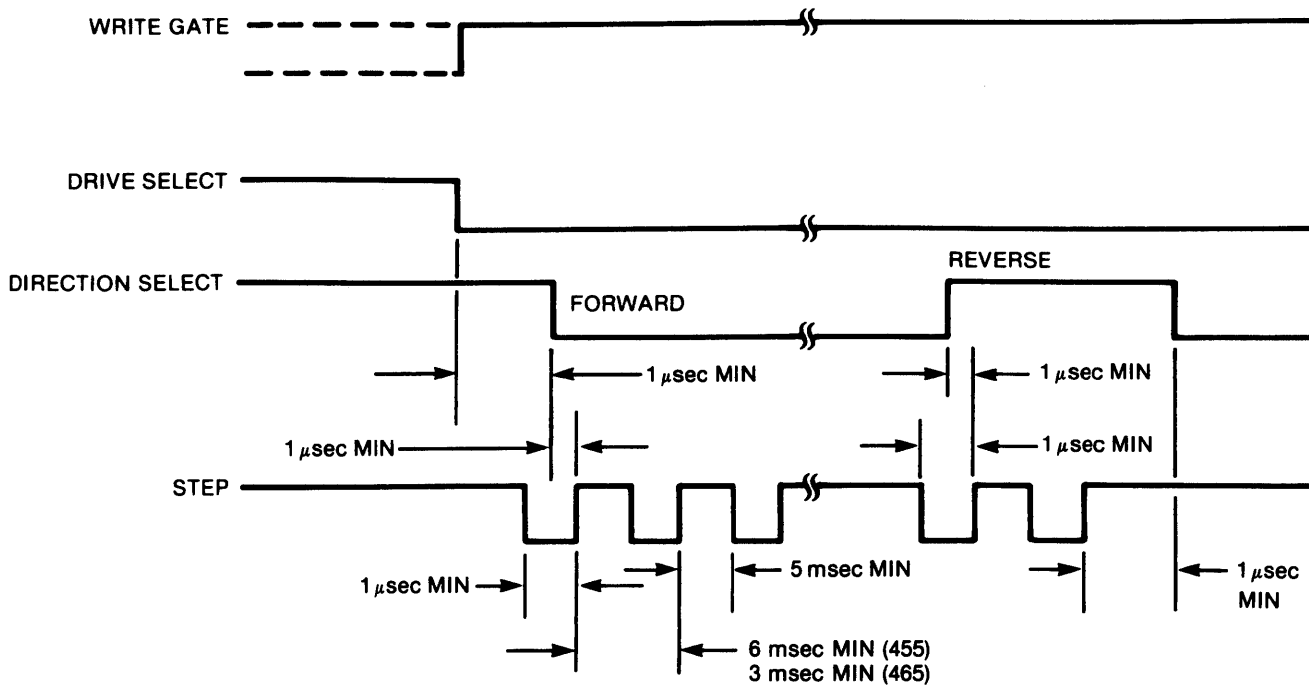 WRITE GATE
DRIVE SELECT
DIRECTION SELECT
FORWARD
REVERSE
1 μsec MIN
1 μsec MIN
1 μsec MIN
1 μsec MIN
STEP
1 μsec MIN
5 msec MIN
1 μsec
MIN
6 msec MIN (455)
3 msec MIN (465)